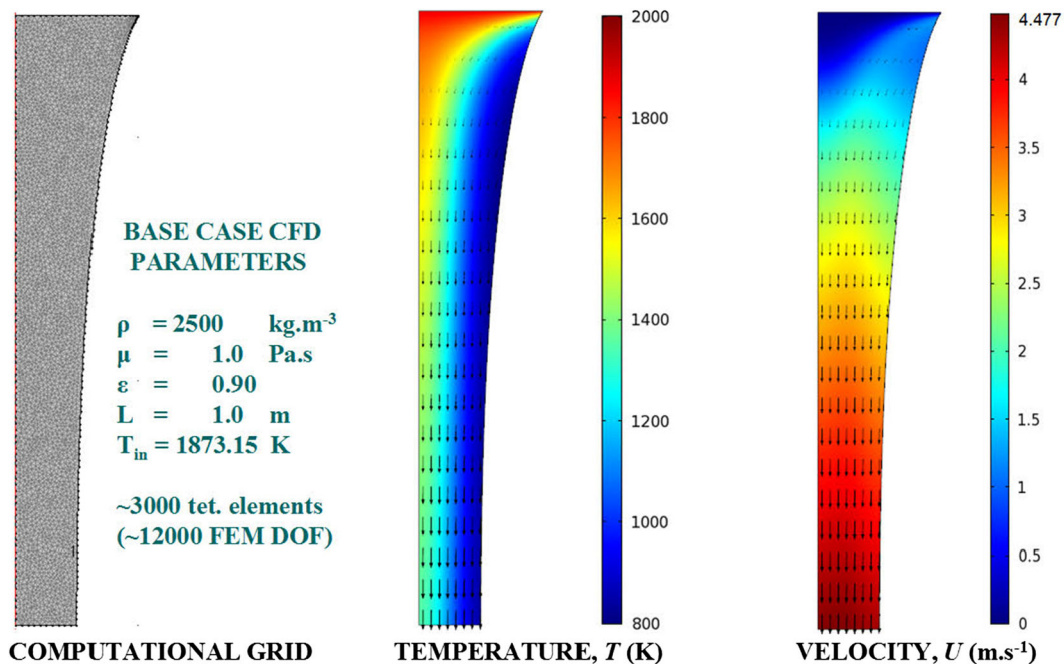 BASE CASE CFD
PARAMETERS
ρ = 2500 kg.m-3
μ = 1.0 Pa.s
ε = 0.90
L = 1.0 m
Tin = 1873.15 K
~3000 tet. elements
(~12000 FEM DOF)
COMPUTATIONAL GRID
2000
1800
1600
1400
1200
1000
800
TEMPERATURE, T (K)
4.477
4
3.5
3
2.5
2
1.5
1
0.5
0
VELOCITY, U (m.s-1)